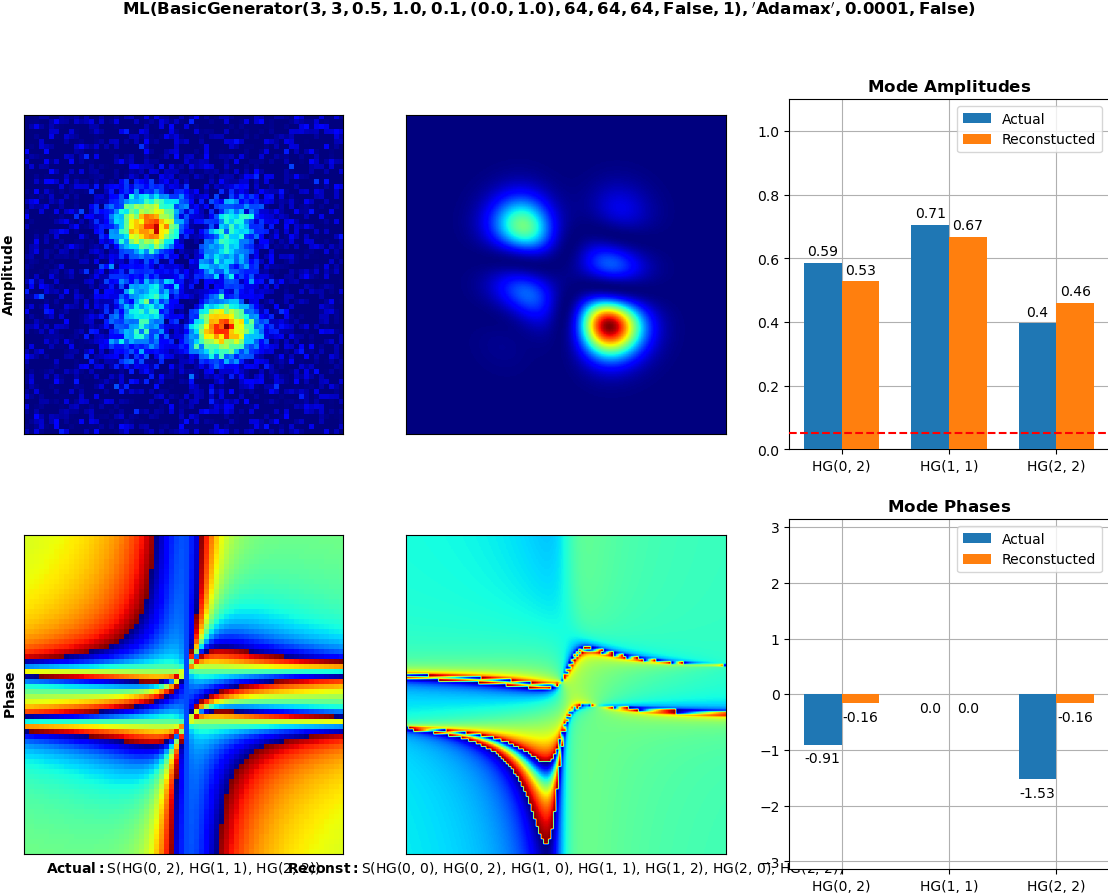 ML(BasicGenerator(3, 3, 0.5, 1.0, 0.1, (0.0, 1.0), 64, 64, 64, False, 1), 'Adamax', 0.0001, False)
Mode Amplitudes
Amplitude
1.0
0.8
0.6
0.4
0.2
0.0
Actual
Reconstucted
0.59
0.53
0.71
0.67
0.4
0.46
HG(0, 2)
HG(1, 1)
HG(2, 2)
Mode Phases
Phase
3
2
1
0
−1
−2
−3
Actual
Reconstucted
-0.91
-0.16
0.0
0.0
-1.53
-0.16
HG(0, 2)
HG(1, 1)
HG(2, 2)
Actual: S(HG(0, 2), HG(1, 1), HG(2, 2))
Reconst: S(HG(0, 0), HG(0, 2), HG(1, 0), HG(1, 1), HG(1, 2), HG(2, 0), HG(2, 2))